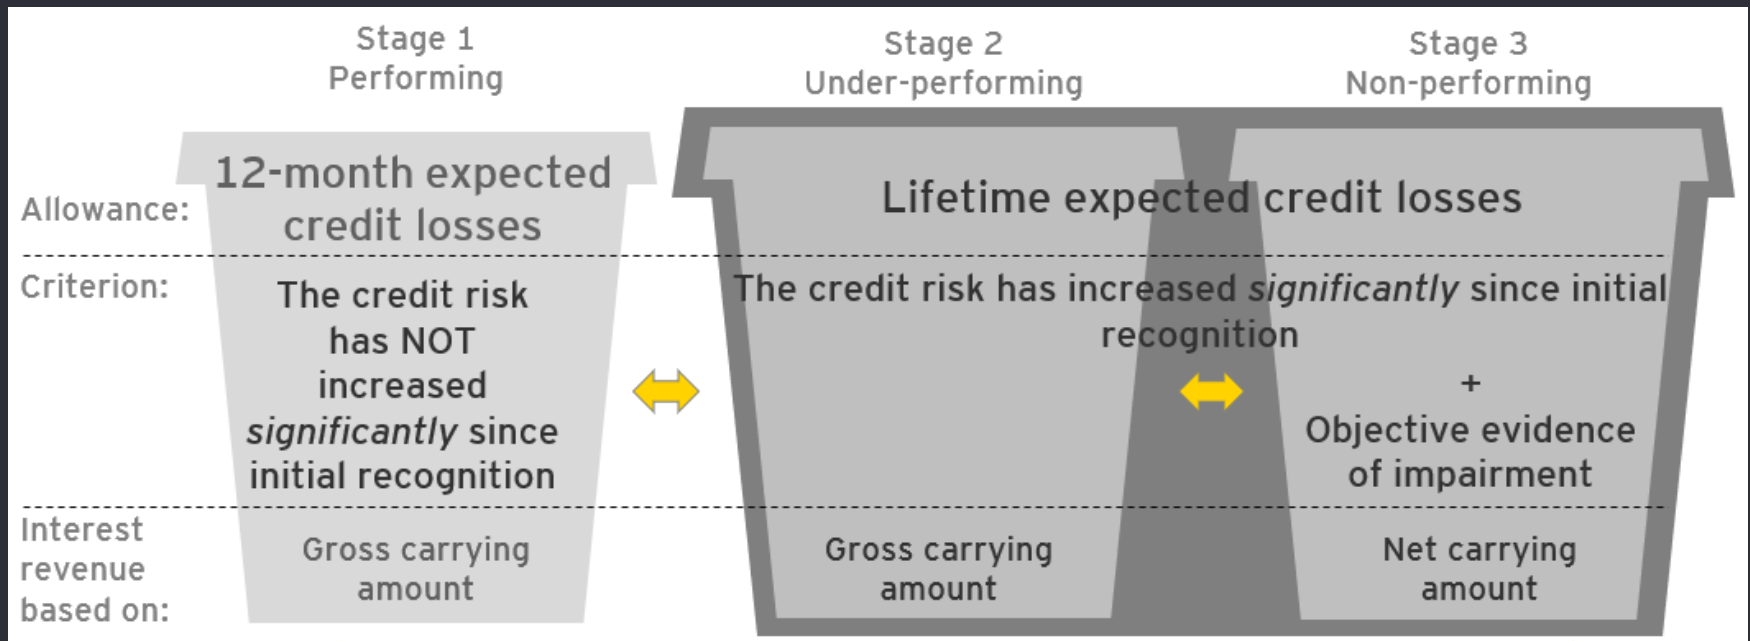 Stage 1
Performing
Stage 2
Under-performing
Stage 3
Non-performing
Allowance:
12-month expected
credit losses
Lifetime expected credit losses
Criterion:
The credit risk
has NOT
increased
significantly since
initial recognition
The credit risk has increased significantly since initial
recognition
+
Objective evidence
of impairment
Interest
revenue
based on:
Gross carrying
amount
Gross carrying
amount
Net carrying
amount